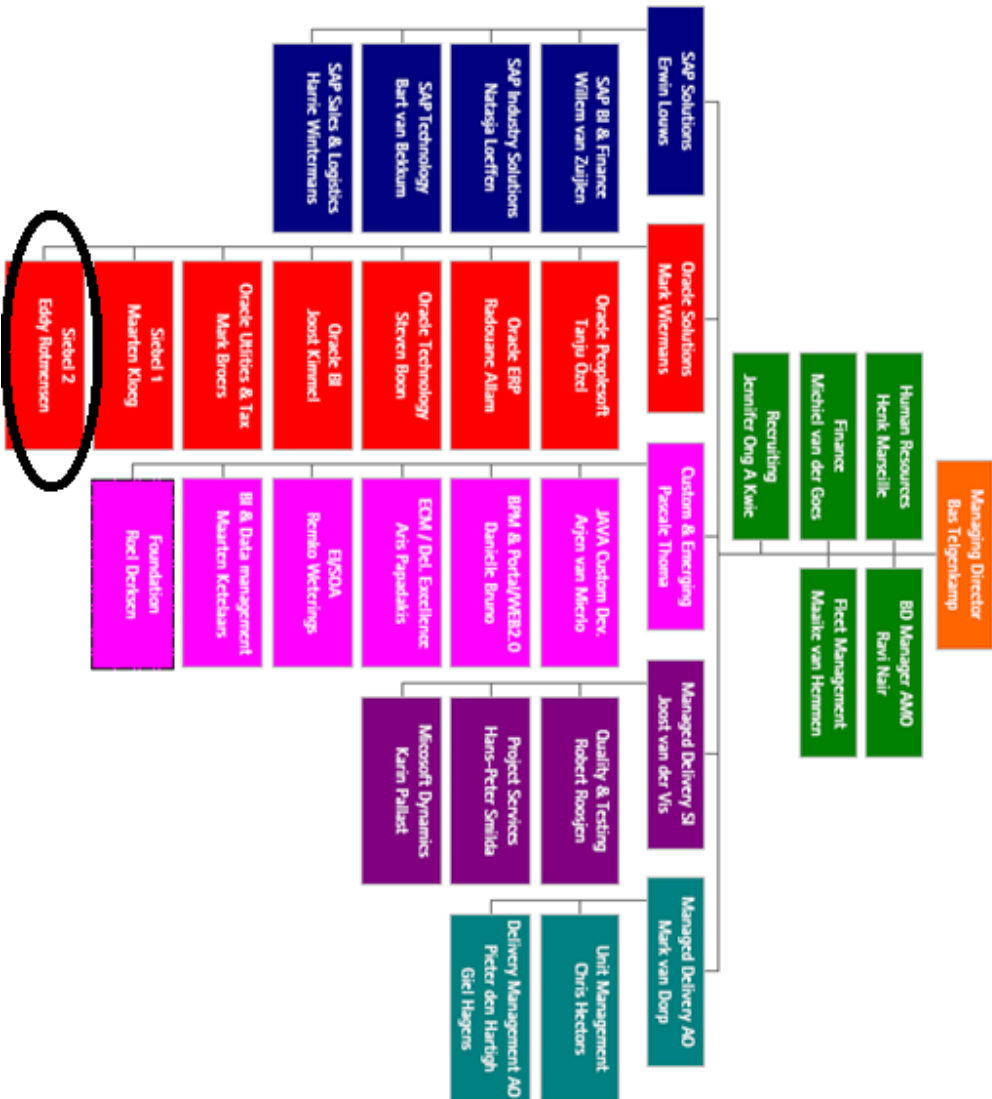 Managing Director
Bas Telgenkamp
Human Resources
Henk Marseille
BD Manager AMO
Ravi Nair
Finance
Michiel van der Goes
Fleet Management
Maaike van Hemmen
Recruiting
Jennifer Ong A Kwie
SAP Solutions
Erwin Louws
SAP BI & Finance
Willem van Zuijlen
SAP Industry Solutions
Natasja Loeffen
SAP Technology
Bart van Bekkum
SAP Sales & Logistics
Harrie Wintermans
Oracle Solutions
Mark Wiermans
Oracle Peoplesoft
Tanju Özel
Oracle ERP
Radouane Allam
Oracle Technology
Steven Boon
Oracle BI
Joost Kimmel
Oracle Utilities & Tax
Mark Broers
Siebel 1
Maarten Kloeg
Siebel 2
Eddy Rotmensen
Custom & Emerging
Pascale Thoma
JAVA Custom Dev.
Arjen van Mierlo
BPM & Portal/WEB2.0
Danielle Bruno
ECM / Del. Excellence
Aris Papadakis
EI/SOA
Remko Weterings
BI & Data management
Maarten Ketelaars
Foundation
Roel Derksen
Managed Delivery SI
Joost van der Vis
Quality & Testing
Robert Roosjen
Project Services
Hans-Peter Smilda
Micosoft Dynamics
Karin Pallast
Managed Delivery AO
Mark van Dorp
Unit Management
Chris Hectors
Delivery Management AO
Pieter den Hartigh
Giel Hagens